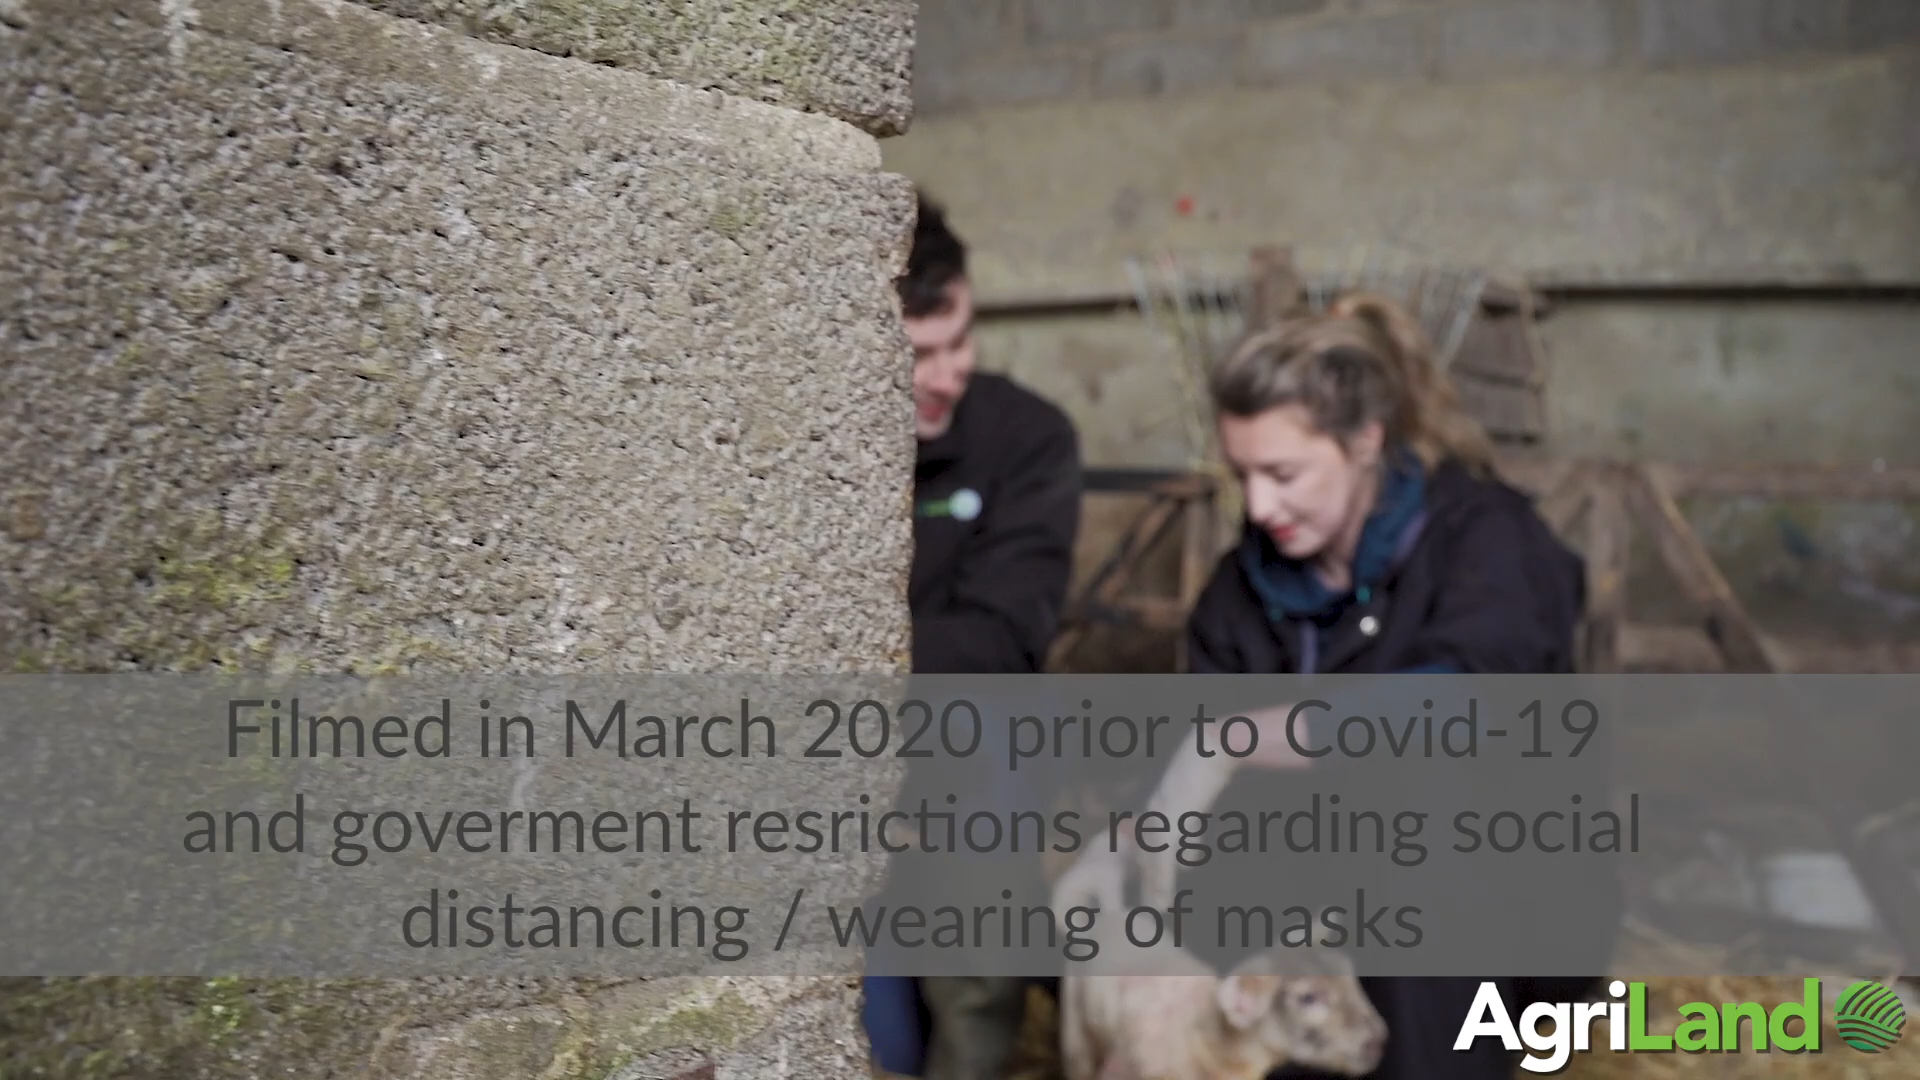 Filmed in March 2020 prior to Covid-19
and goverment resrictions regarding social
distancing / wearing of masks
AgriLand